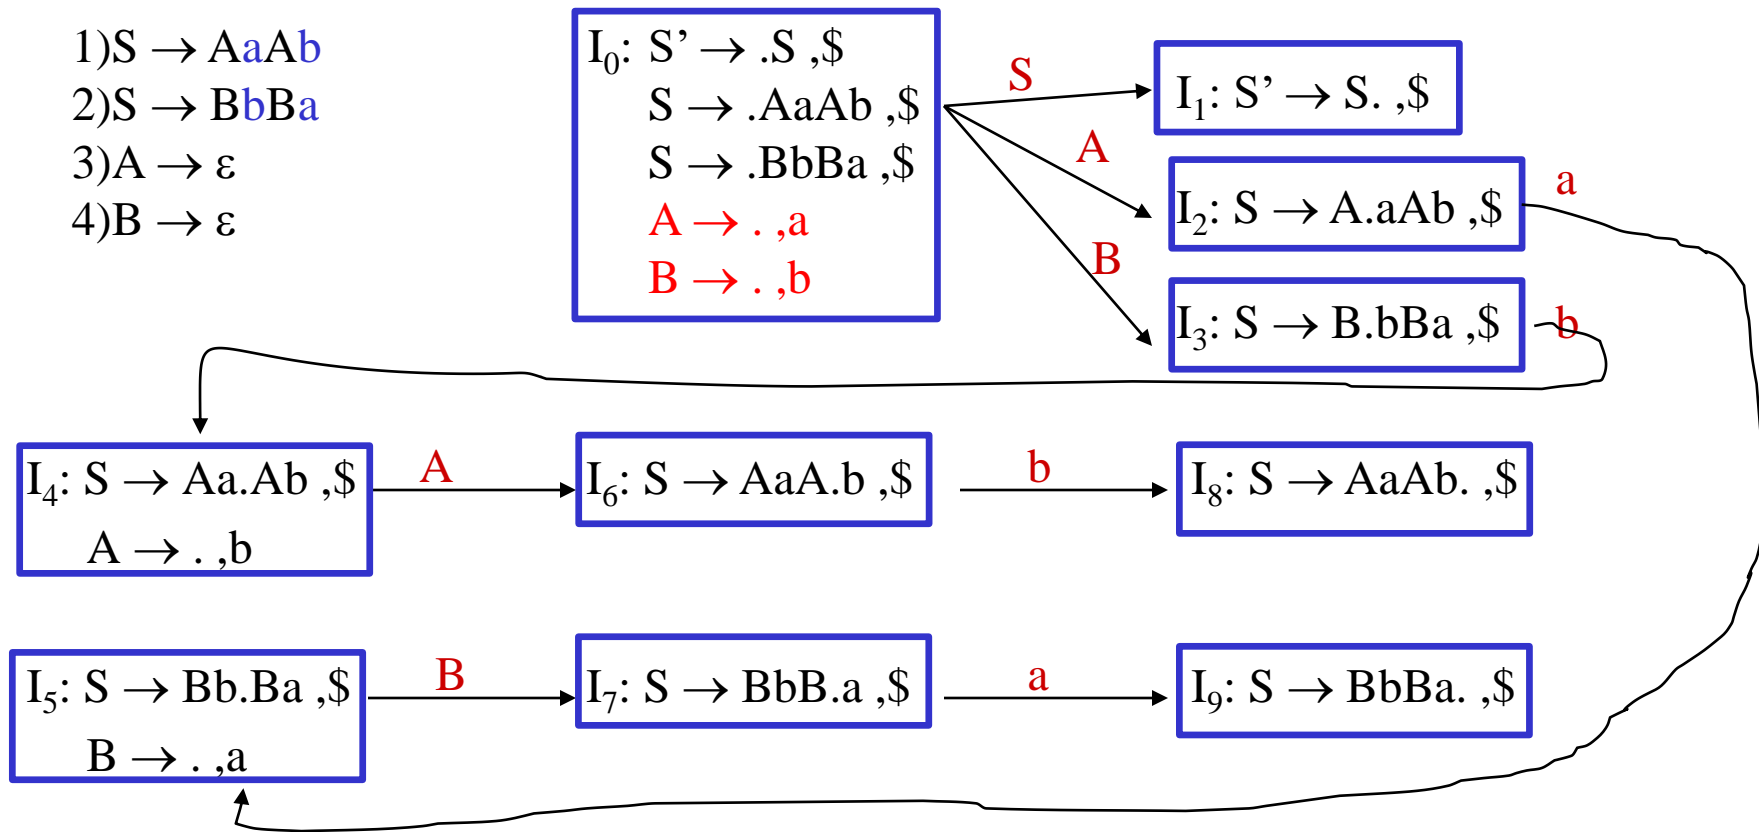 1)S → AaAb
2)S → BbBa
3)A → ε
4)B → ε
I₀: S’ → .S ,$
S → .AaAb ,$
S → .BbBa ,$
A → . ,a
B → . ,b
S
A
B
I₁: S’ → S. ,$
I₂: S → A.aAb ,$
a
I₃: S → B.bBa ,$
b
I₄: S → Aa.Ab ,$
A → . ,b
A
I₆: S → AaA.b ,$
b
I₈: S → AaAb. ,$
I₅: S → Bb.Ba ,$
B → . ,a
B
I₇: S → BbB.a ,$
a
I₉: S → BbBa. ,$